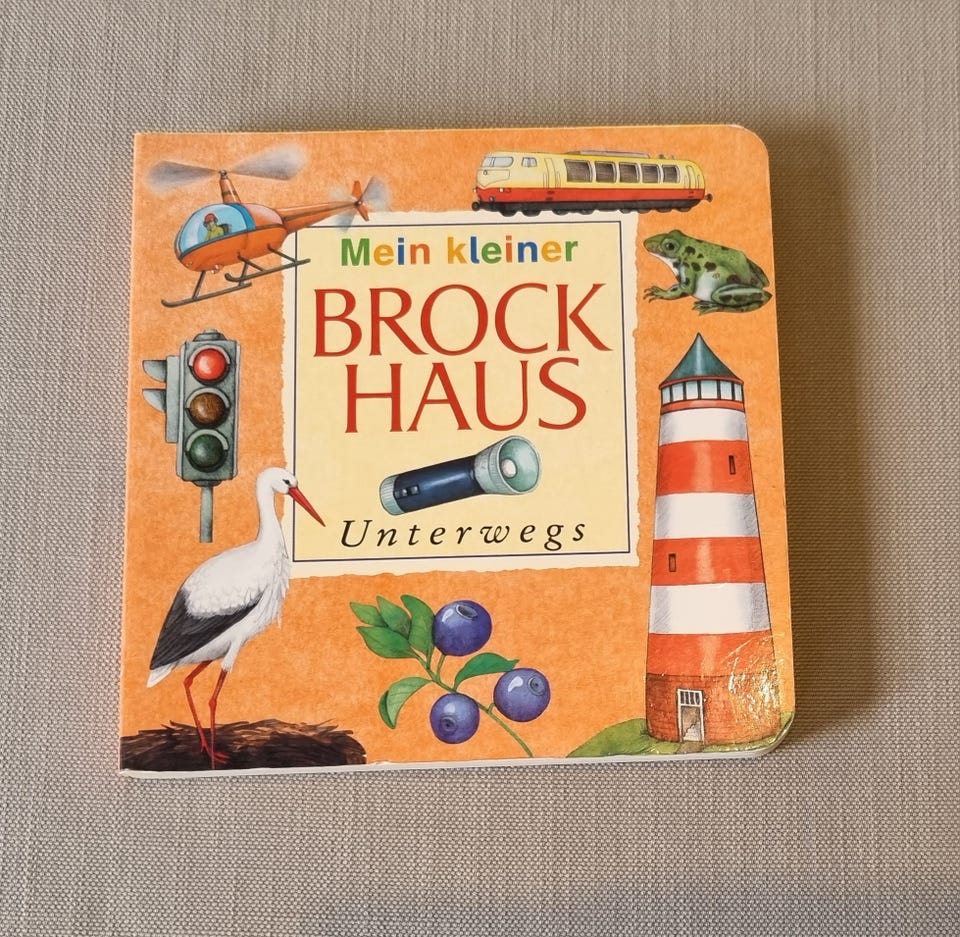 Mein kleiner
BROCK
HAUS
Unterwegs